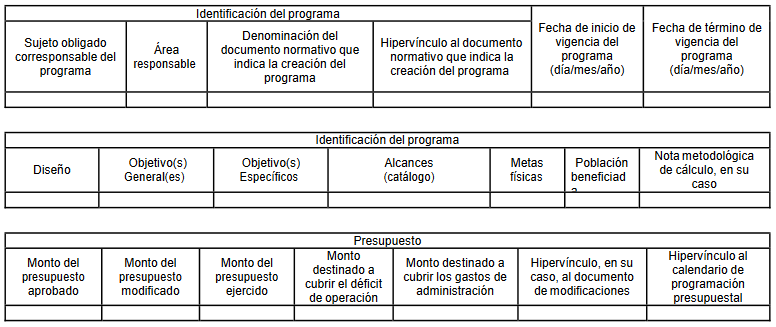 Identificación del programa
Sujeto obligado
corresponsable del
programa
Área
responsable
Denominación del
documento normativo que
indica la creación del
programa
Hipervínculo al documento
normativo que indica la
creación del programa
Fecha de inicio de
vigencia del
programa
(día/mes/año)
Fecha de término de
vigencia del
programa
(día/mes/año)
Identificación del programa
Diseño
Objetivo(s)
General(es)
Objetivo(s)
Específicos
Alcances
(catálogo)
Metas
físicas
Población
beneficiad
a
Nota metodológica
de cálculo, en su
caso
Presupuesto
Monto del
presupuesto
aprobado
Monto del
presupuesto
modificado
Monto del
presupuesto
ejercido
Monto
destinado a
cubrir el déficit
de operación
Monto destinado a
cubrir los gastos de
administración
Hipervínculo, en su
caso, al documento
de modificaciones
Hipervínculo al
calendario de
programación
presupuestal